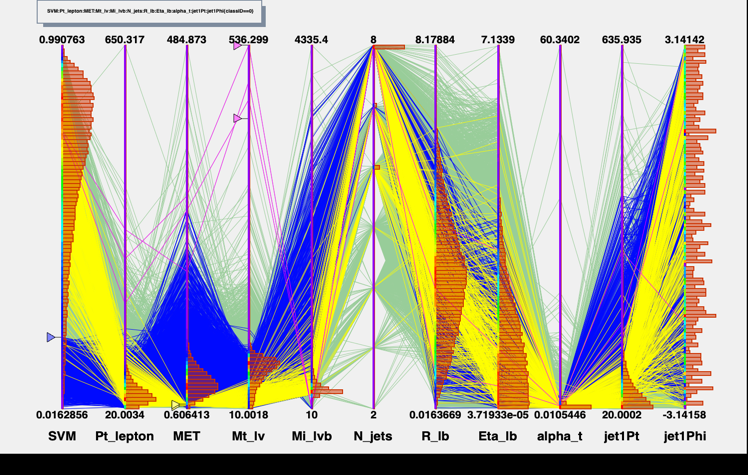 SVM:Pt_lepton:MET:Mt_lv:Mi_lvb:N_jets:R_lb:Eta_lb:alpha_t:jet1Pt:jet1Phi{classID==0}
0.990763 650.317 484.873 536.299 4335.4 8 8.17884 7.1339 60.3402 635.935 3.14142
0.0162856 20.0034 0.606413 10.0018 10 2 0.0163669 3.71933e-05 0.0105446 20.0002 -3.14158
SVM Pt_lepton MET Mt_lv Mi_lvb N_jets R_lb Eta_lb alpha_t jet1Pt jet1Phi